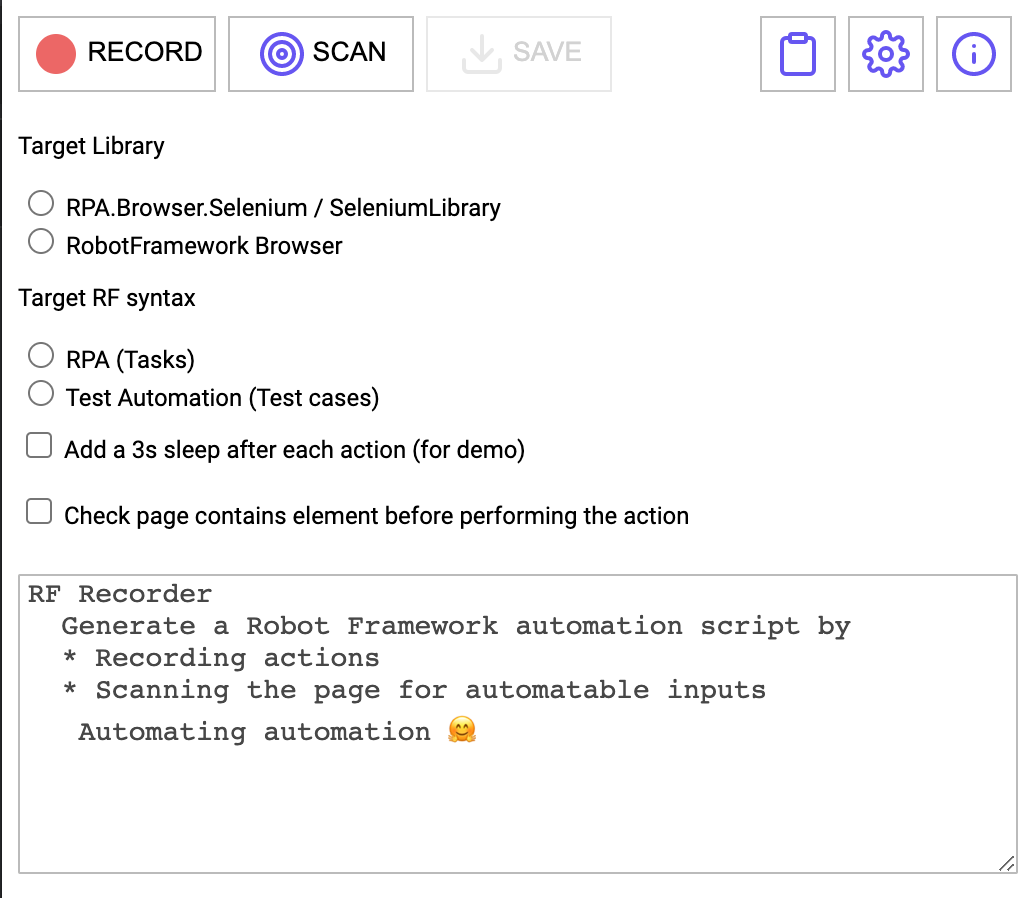 RECORD SCAN SAVE
Target Library
RPA.Browser.Selenium / SeleniumLibrary
RobotFramework Browser
Target RF syntax
RPA (Tasks)
Test Automation (Test cases)
Add a 3s sleep after each action (for demo)
Check page contains element before performing the action
RF Recorder
Generate a Robot Framework automation script by
* Recording actions
* Scanning the page for automatable inputs
Automating automation 🤗